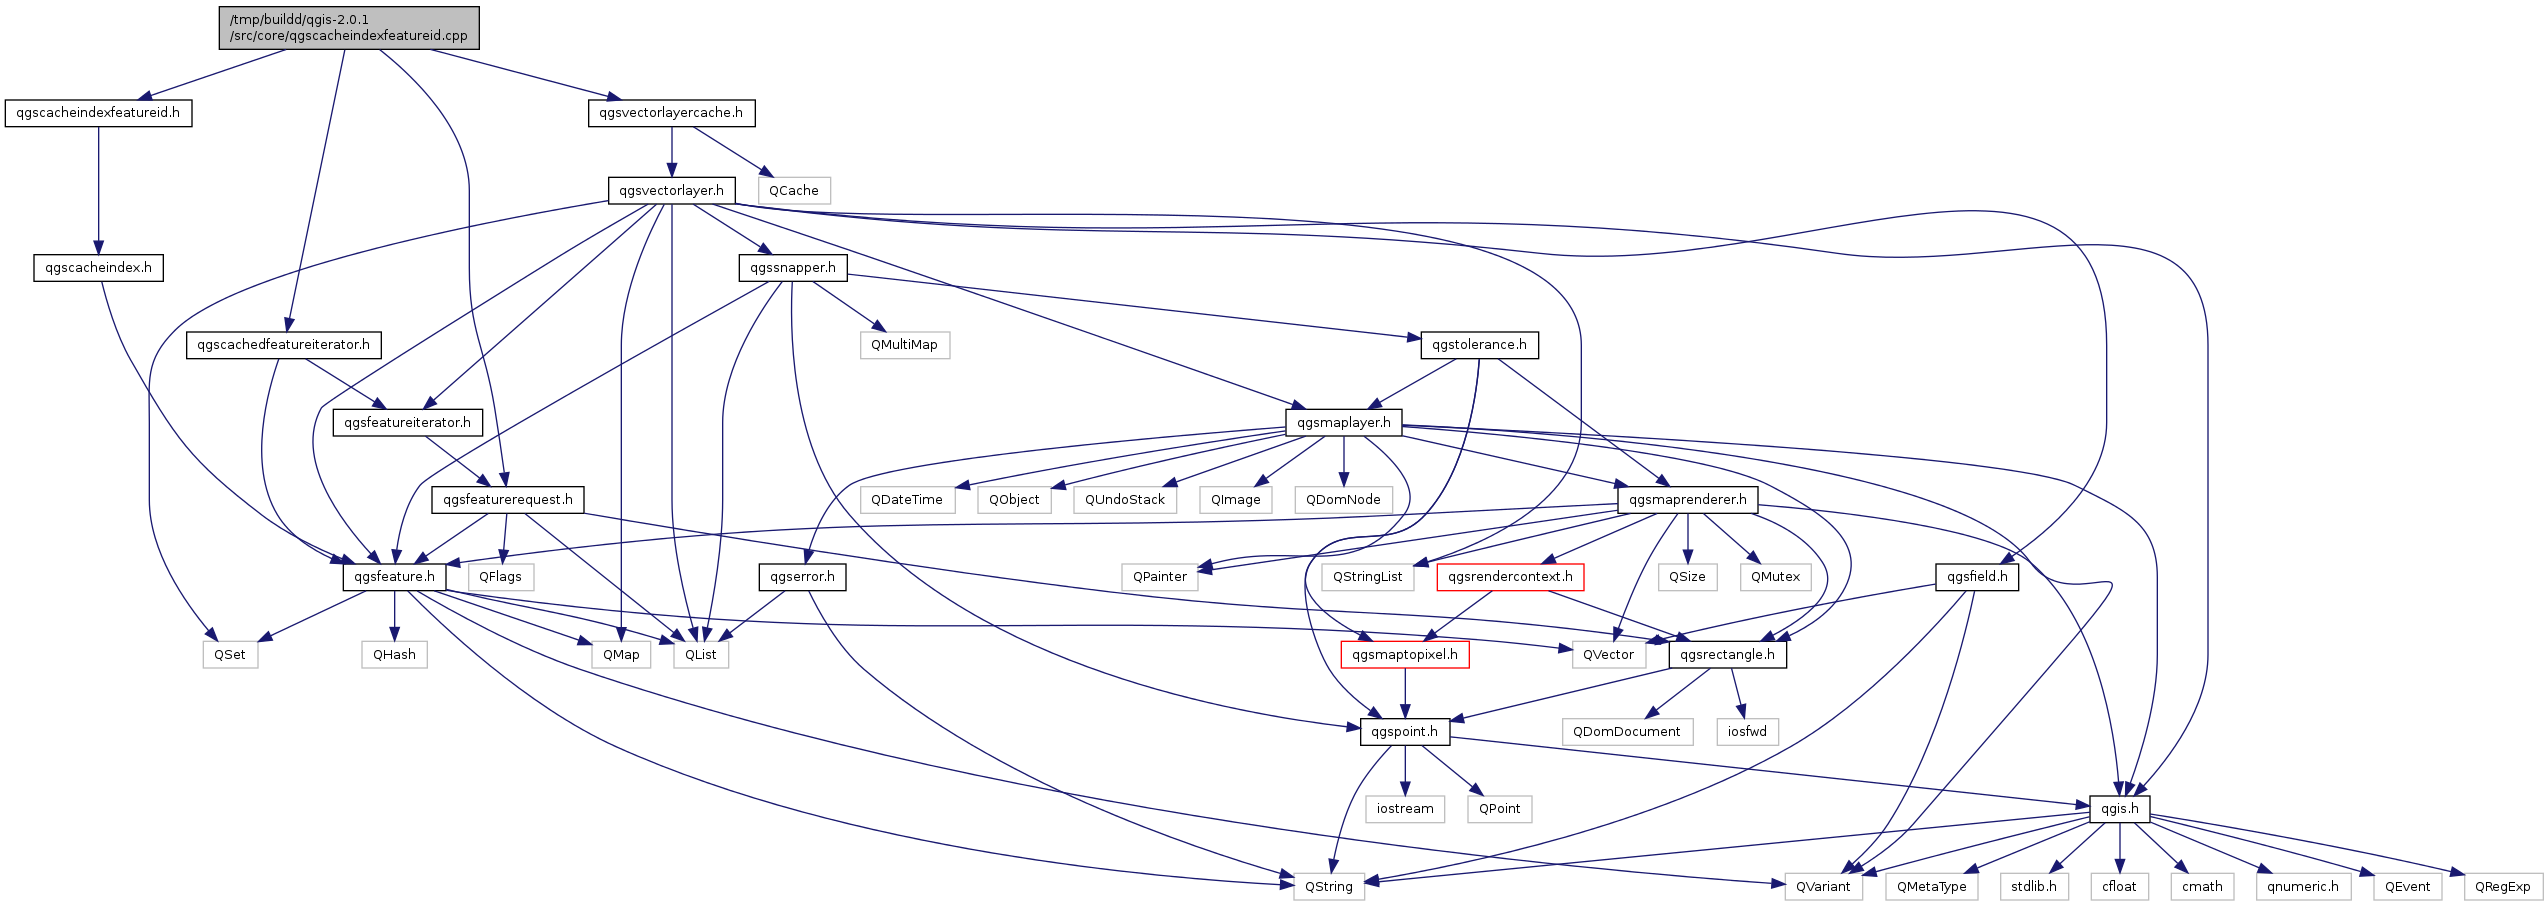 /tmp/buildd/qgis-2.0.1
/src/core/qgscacheindexfeatureid.cpp
qgscacheindexfeatureid.h
qgsvectorlayercache.h
qgsvectorlayer.h
QCache
qgscacheindex.h
qgssnapper.h
qgscachedfeatureiterator.h
QMultiMap
qgstolerance.h
qgsfeatureiterator.h
qgsmaplayer.h
qgsfeaturerequest.h
QDateTime
QObject
QUndoStack
QImage
QDomNode
qgsmaprenderer.h
qgsfeature.h
QFlags
qgserror.h
QPainter
QStringList
qgsrendercontext.h
QSize
QMutex
qgsfield.h
QSet
QHash
QMap
QList
qgsmaptopixel.h
QVector
qgsrectangle.h
qgspoint.h
QDomDocument
iosfwd
iostream
QPoint
qgis.h
QString
QVariant
QMetaType
stdlib.h
cfloat
cmath
qnumeric.h
QEvent
QRegExp